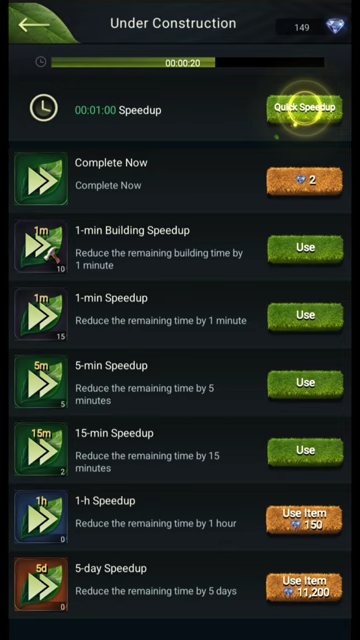 Under Construction
149
00:00:20
00:01:00 Speedup
Quick Speedup
Complete Now
Complete Now
2
1m
10
1-min Building Speedup
Reduce the remaining building time by
1 minute
Use
1m
15
1-min Speedup
Reduce the remaining time by 1 minute
Use
5m
5
5-min Speedup
Reduce the remaining time by 5
minutes
Use
15m
2
15-min Speedup
Reduce the remaining time by 15
minutes
Use
1h
0
1-h Speedup
Reduce the remaining time by 1 hour
Use Item
150
5d
0
5-day Speedup
Reduce the remaining time by 5 days
Use Item
11,200